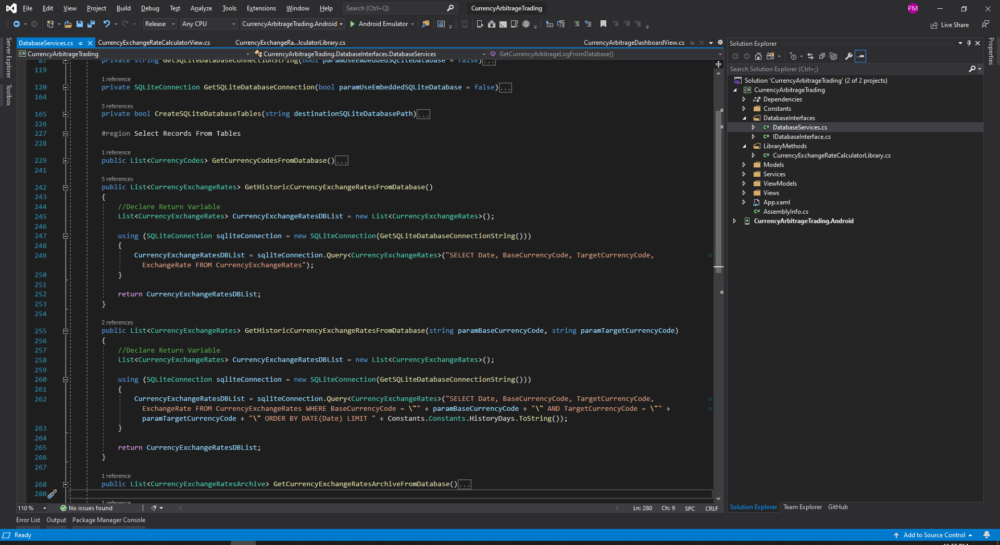 File Edit View Project Build Debug Test Analyze Tools Extensions Window Help Search (Ctrl+Q) CurrencyArbitrageTrading PM
Release Any CPU CurrencyArbitrageTrading.Android Android Emulator Live Share
DatabaseServices.cs CurrencyExchangeRateCalculatorView.cs CurrencyExchangeRa...lculatorLibrary.cs CurrencyArbitrageDashboardView.cs
CurrencyArbitrageTrading CurrencyArbitrageTrading.DatabaseInterfaces.DatabaseServices GetCurrencyArbitrageLogFromDatabase()
Server Explorer
Toolbox
87 private string GetSQLiteDatabaseConnectionString(bool paramUseEmbeddedSQLiteDatabase = false)...
119
1 reference
120 private SQLiteConnection GetSQLiteDatabaseConnection(bool paramUseEmbeddedSQLiteDatabase = false)...
164
3 references
165 private bool CreateSQLiteDatabaseTables(string destinationSQLiteDatabasePath)...
226
227 #region Select Records From Tables
228
1 reference
229 public List<CurrencyCodes> GetCurrencyCodesFromDatabase()...
241
5 references
242 public List<CurrencyExchangeRates> GetHistoricCurrencyExchangeRatesFromDatabase()
243 {
244 //Declare Return Variable
245 List<CurrencyExchangeRates> CurrencyExchangeRatesDBList = new List<CurrencyExchangeRates>();
246
247 using (SQLiteConnection sqliteConnection = new SQLiteConnection(GetSQLiteDatabaseConnectionString()))
248 {
249 CurrencyExchangeRatesDBList = sqliteConnection.Query<CurrencyExchangeRates>("SELECT Date, BaseCurrencyCode, TargetCurrencyCode,
ExchangeRate FROM CurrencyExchangeRates");
250 }
251
252 return CurrencyExchangeRatesDBList;
253 }
254
2 references
255 public List<CurrencyExchangeRates> GetHistoricCurrencyExchangeRatesFromDatabase(string paramBaseCurrencyCode, string paramTargetCurrencyCode)
256 {
257 //Declare Return Variable
258 List<CurrencyExchangeRates> CurrencyExchangeRatesDBList = new List<CurrencyExchangeRates>();
259
260 using (SQLiteConnection sqliteConnection = new SQLiteConnection(GetSQLiteDatabaseConnectionString()))
261 {
262 CurrencyExchangeRatesDBList = sqliteConnection.Query<CurrencyExchangeRates>("SELECT Date, BaseCurrencyCode, TargetCurrencyCode,
ExchangeRate FROM CurrencyExchangeRates WHERE BaseCurrencyCode = \"" + paramBaseCurrencyCode + "\" AND TargetCurrencyCode = \"" +
paramTargetCurrencyCode + "\" ORDER BY DATE(Date) LIMIT " + Constants.Constants.HistoryDays.ToString());
263 }
264
265 return CurrencyExchangeRatesDBList;
266 }
267
1 reference
268 public List<CurrencyExchangeRatesArchive> GetCurrencyExchangeRatesArchiveFromDatabase()...
280
1 reference
110 % No issues found Ln: 280 Ch: 9 SPC CRLF
Solution Explorer
Search Solution Explorer (Ctrl+;)
Solution 'CurrencyArbitrageTrading' (2 of 2 projects)
CurrencyArbitrageTrading
Dependencies
Constants
DatabaseInterfaces
DatabaseServices.cs
IDatabaseInterface.cs
LibraryMethods
CurrencyExchangeRateCalculatorLibrary.cs
Models
Services
ViewModels
Views
App.xaml
AssemblyInfo.cs
CurrencyArbitrageTrading.Android
Solution Explorer Team Explorer GitHub
Properties
Error List Output Package Manager Console
Ready Add to Source Control